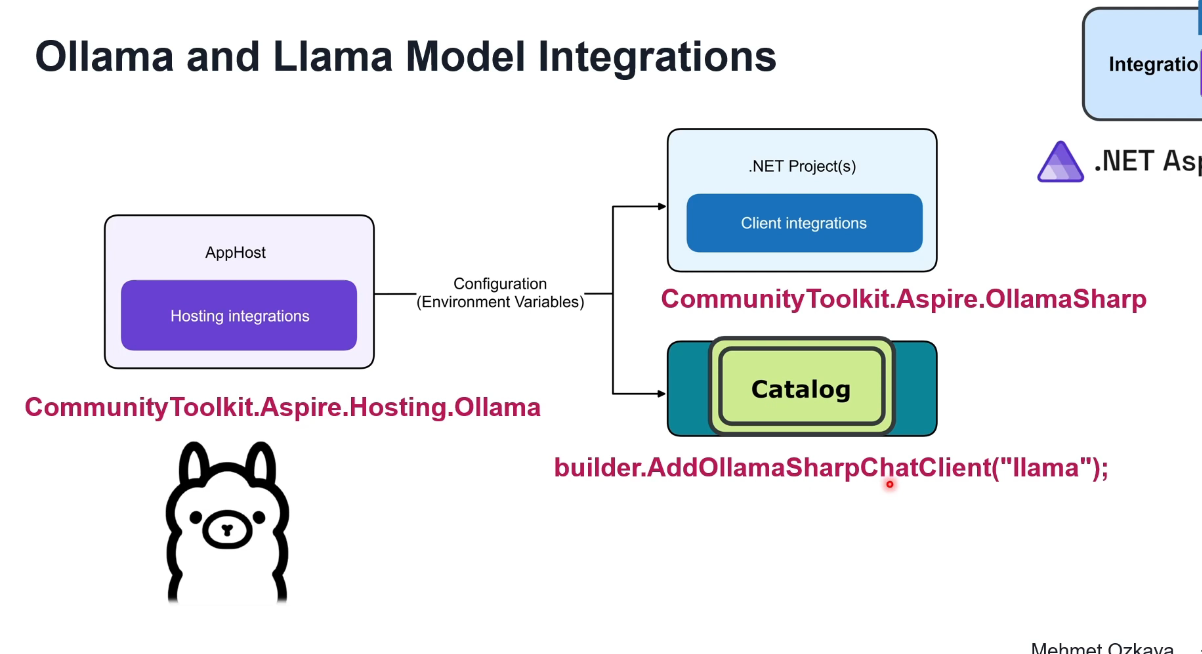 Ollama and Llama Model Integrations
Integratio
.NET Asp
.NET Project(s)
Client integrations
AppHost
Hosting integrations
Configuration
(Environment Variables)
CommunityToolkit.Aspire.OllamaSharp
Catalog
CommunityToolkit.Aspire.Hosting.Ollama
builder.AddOllamaSharpChatClient("llama");
Mehmet Ozkaya